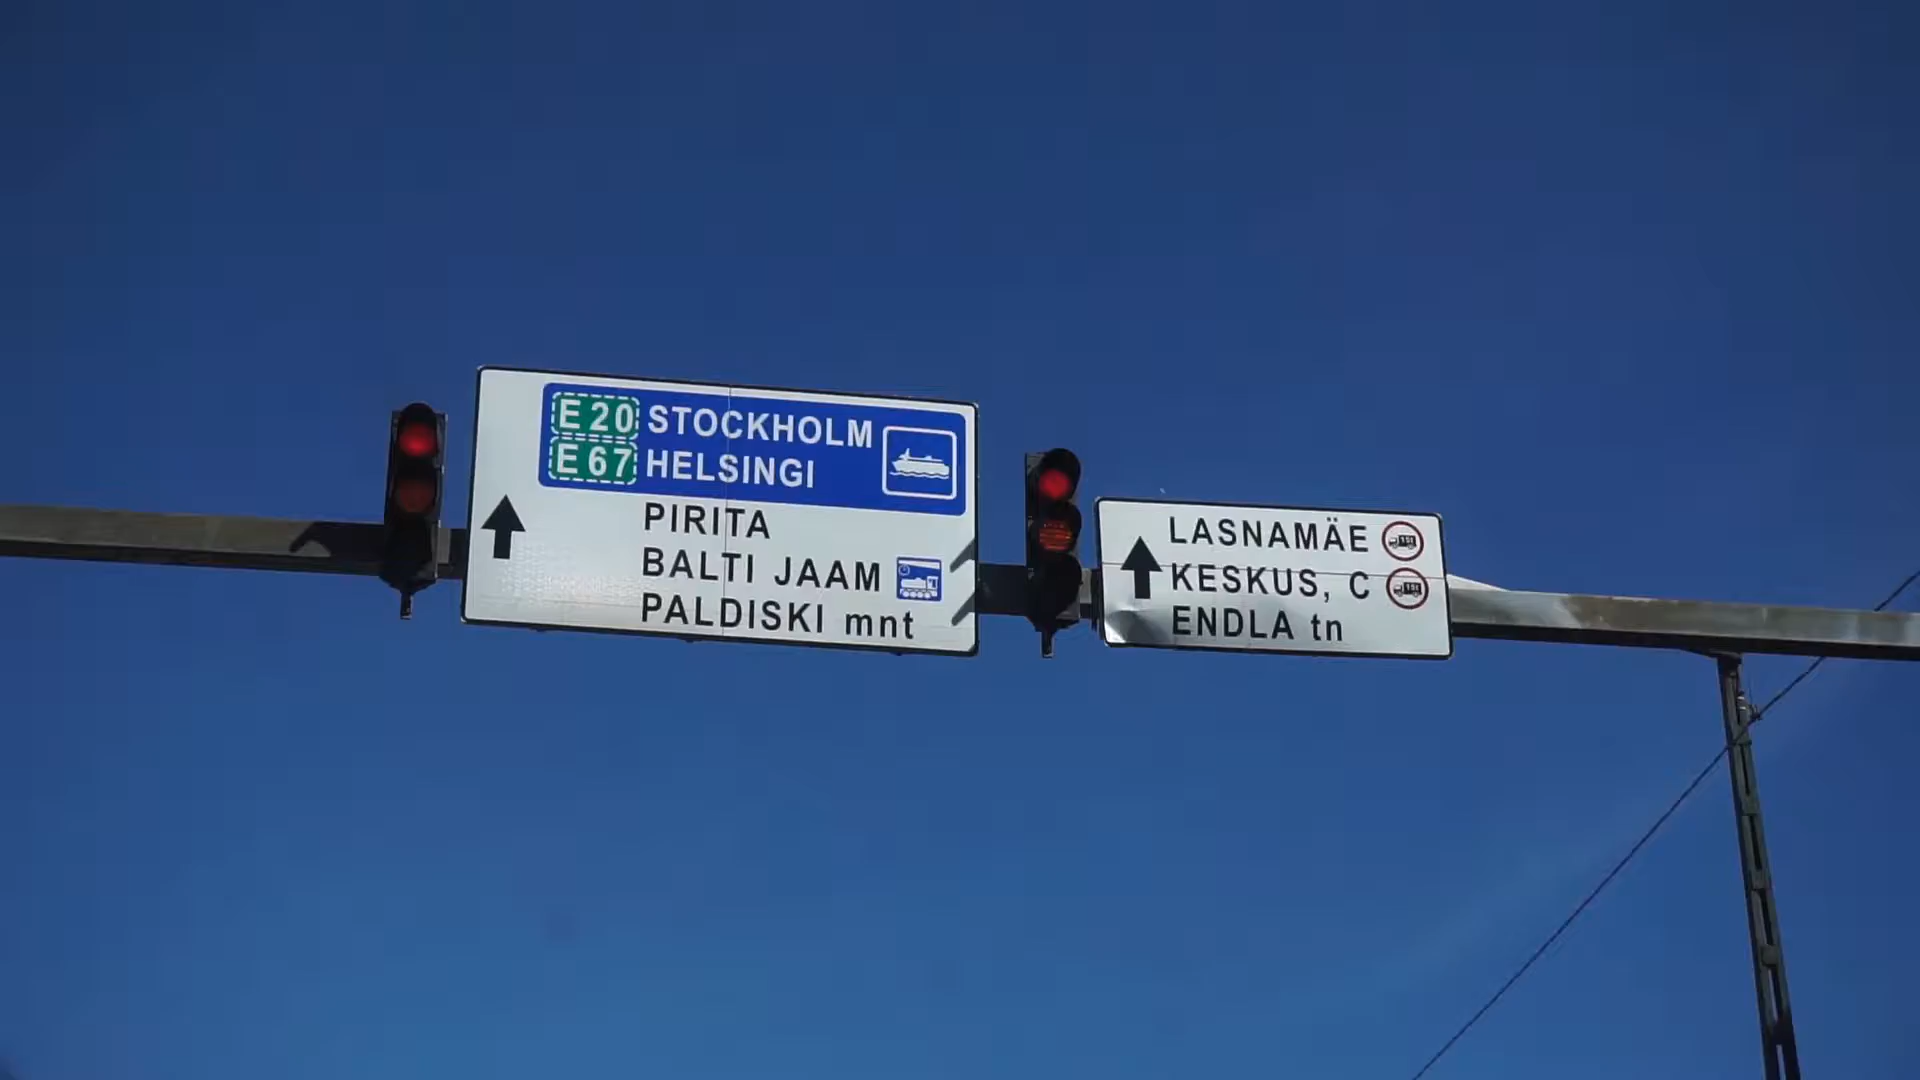 E 20 STOCKHOLM
E 67 HELSINGI
PIRITA
BALTI JAAM
PALDISKI mnt
LASNAMÄE
KESKUS, C
ENDLA tn